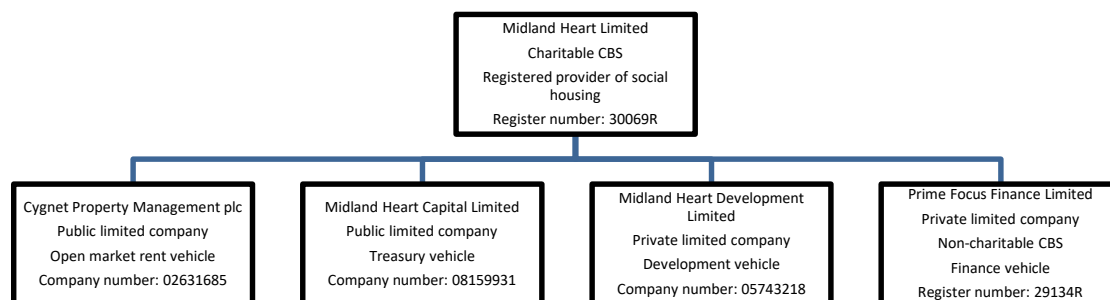 Midland Heart Limited
Charitable CBS
Registered provider of social
housing
Register number: 30069R
Cygnet Property Management plc
Public limited company
Open market rent vehicle
Company number: 02631685
Midland Heart Capital Limited
Public limited company
Treasury vehicle
Company number: 08159931
Midland Heart Development
Limited
Private limited company
Development vehicle
Company number: 05743218
Prime Focus Finance Limited
Private limited company
Non-charitable CBS
Finance vehicle
Register number: 29134R